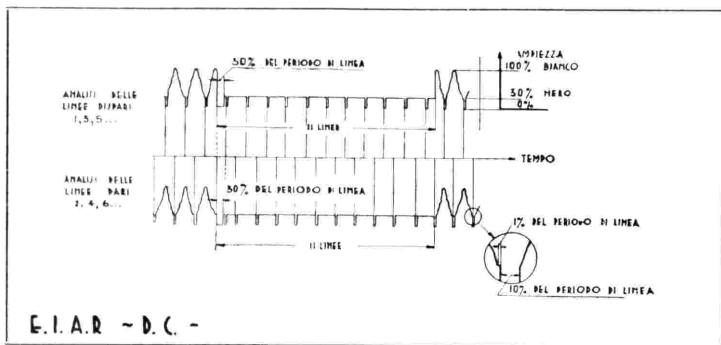 50% DEL PERIODO DI LINEA
AMPIEZZA
100% BIANCO
30% NERO
0%
ANALISI DELLE
LINEE DISPARI
1,3,5...
11 LINEE
TEMPO
ANALISI DELLE
LINEE PARI
2,4,6...
50% DEL PERIODO DI LINEA
11 LINEE
1% DEL PERIODO DI LINEA
10% DEL PERIODO DI LINEA
E.I.A.R ~ D.C. -